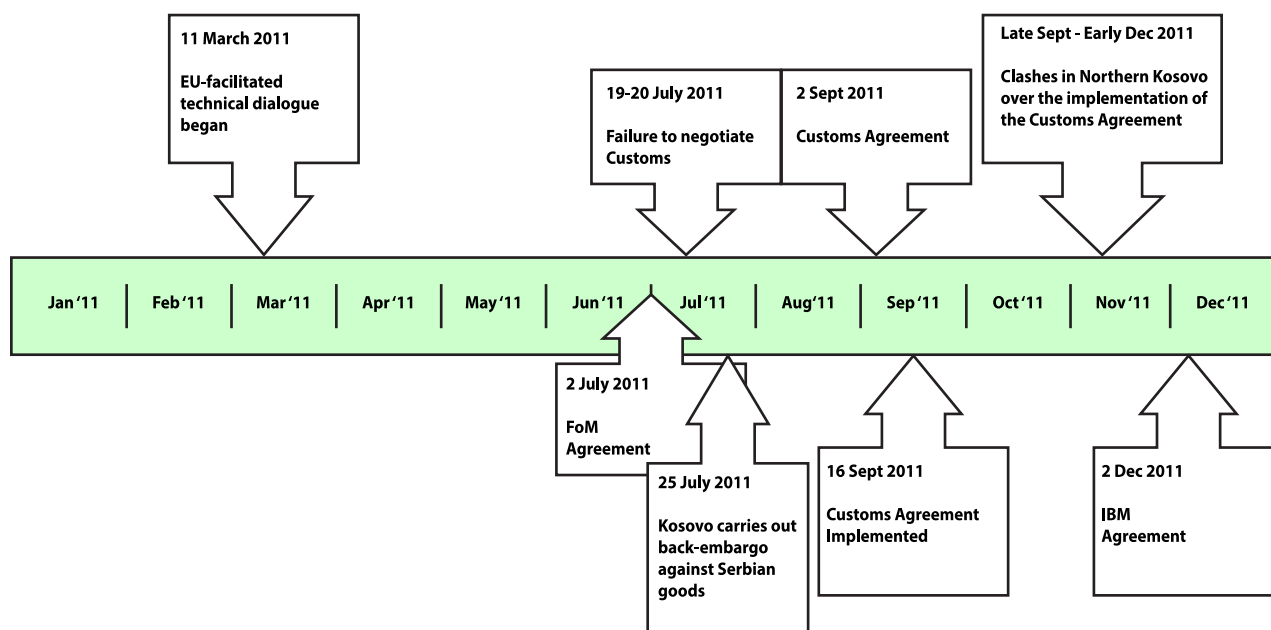 11 March 2011
EU-facilitated
technical dialogue
began
19-20 July 2011
Failure to negotiate
Customs
2 Sept 2011
Customs Agreement
Late Sept - Early Dec 2011
Clashes in Northern Kosovo
over the implementation of
the Customs Agreement
Jan ‘11
Feb ‘11
Mar ‘11
Apr ‘11
May ‘11
Jun ‘11
Jul ‘11
Aug‘11
Sep ‘11
Oct ‘11
Nov ‘11
Dec ‘11
2 July 2011
FoM
Agreement
25 July 2011
Kosovo carries out
back-embargo
against Serbian
goods
16 Sept 2011
Customs Agreement
Implemented
2 Dec 2011
IBM
Agreement